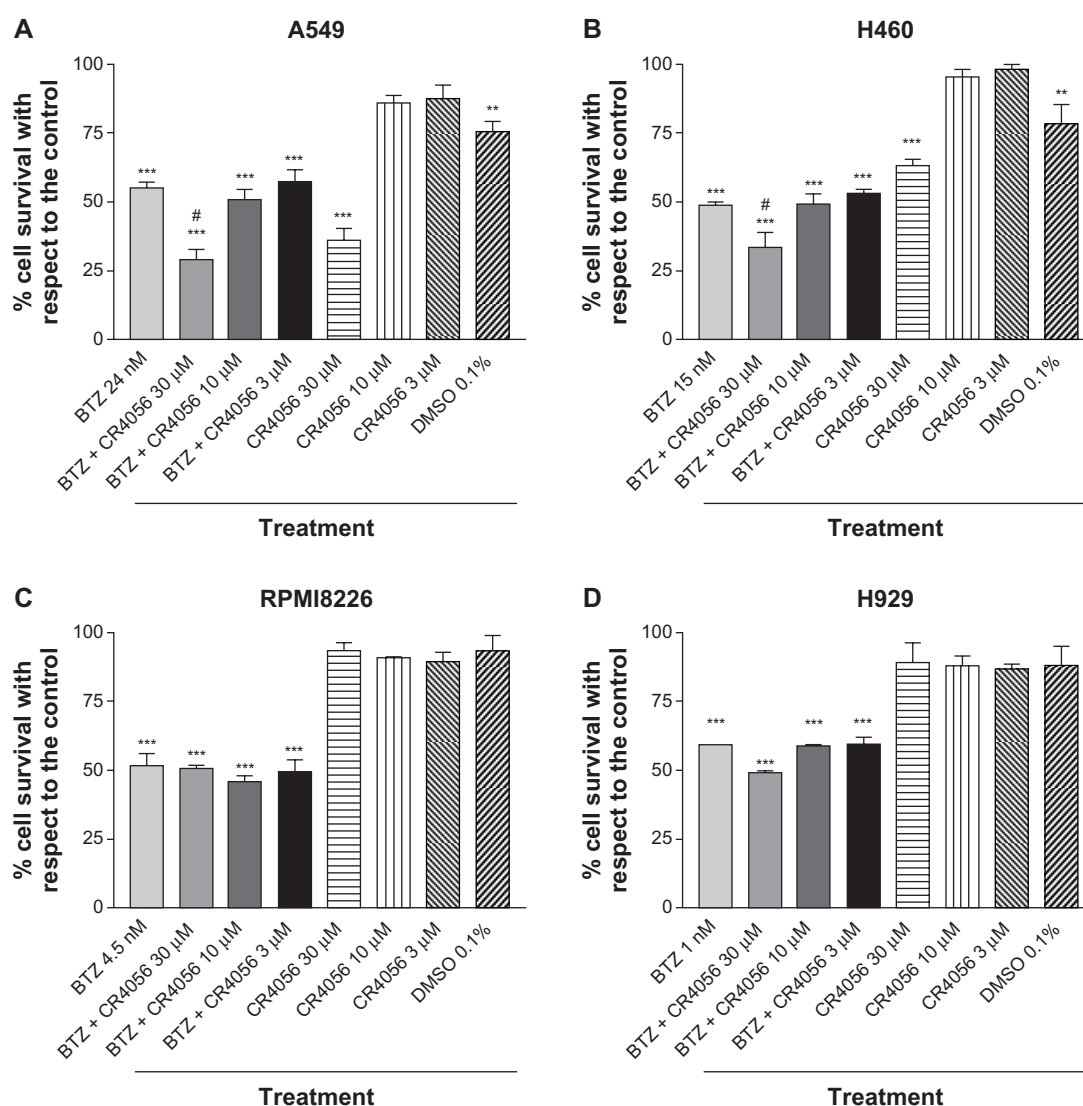 A
A549
% cell survival with
respect to the control
100
75
50
25
0
***
#
***
***
***
***
**
BTZ 24 nM
BTZ + CR4056 30 µM
BTZ + CR4056 10 µM
BTZ + CR4056 3 µM
CR4056 30 µM
CR4056 10 µM
CR4056 3 µM
DMSO 0.1%
Treatment
B
H460
% cell survival with
respect to the control
100
75
50
25
0
***
#
***
***
***
***
**
BTZ 15 nM
BTZ + CR4056 30 µM
BTZ + CR4056 10 µM
BTZ + CR4056 3 µM
CR4056 30 µM
CR4056 10 µM
CR4056 3 µM
DMSO 0.1%
Treatment
C
RPMI8226
% cell survival with
respect to the control
100
75
50
25
0
***
***
***
***
BTZ 4.5 nM
BTZ + CR4056 30 µM
BTZ + CR4056 10 µM
BTZ + CR4056 3 µM
CR4056 30 µM
CR4056 10 µM
CR4056 3 µM
DMSO 0.1%
Treatment
D
H929
% cell survival with
respect to the control
100
75
50
25
0
***
***
***
***
BTZ 1 nM
BTZ + CR4056 30 µM
BTZ + CR4056 10 µM
BTZ + CR4056 3 µM
CR4056 30 µM
CR4056 10 µM
CR4056 3 µM
DMSO 0.1%
Treatment